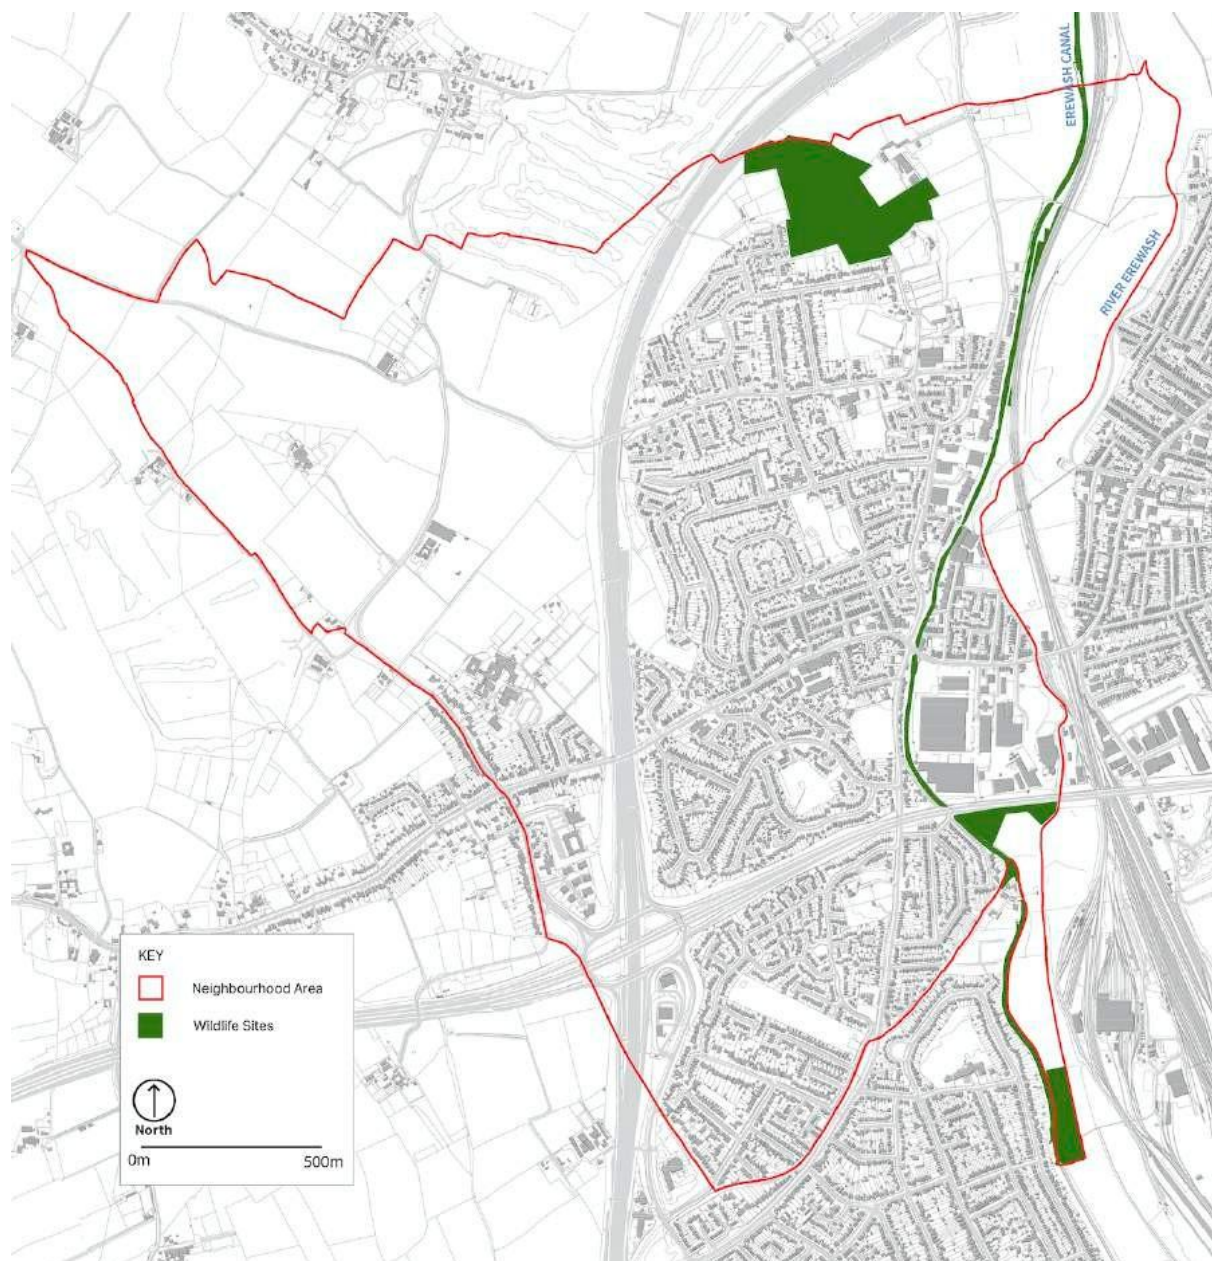 EREWASH CANAL
RIVER EREWASH
KEY
Neighbourhood Area
Wildlife Sites
North
0m
500m